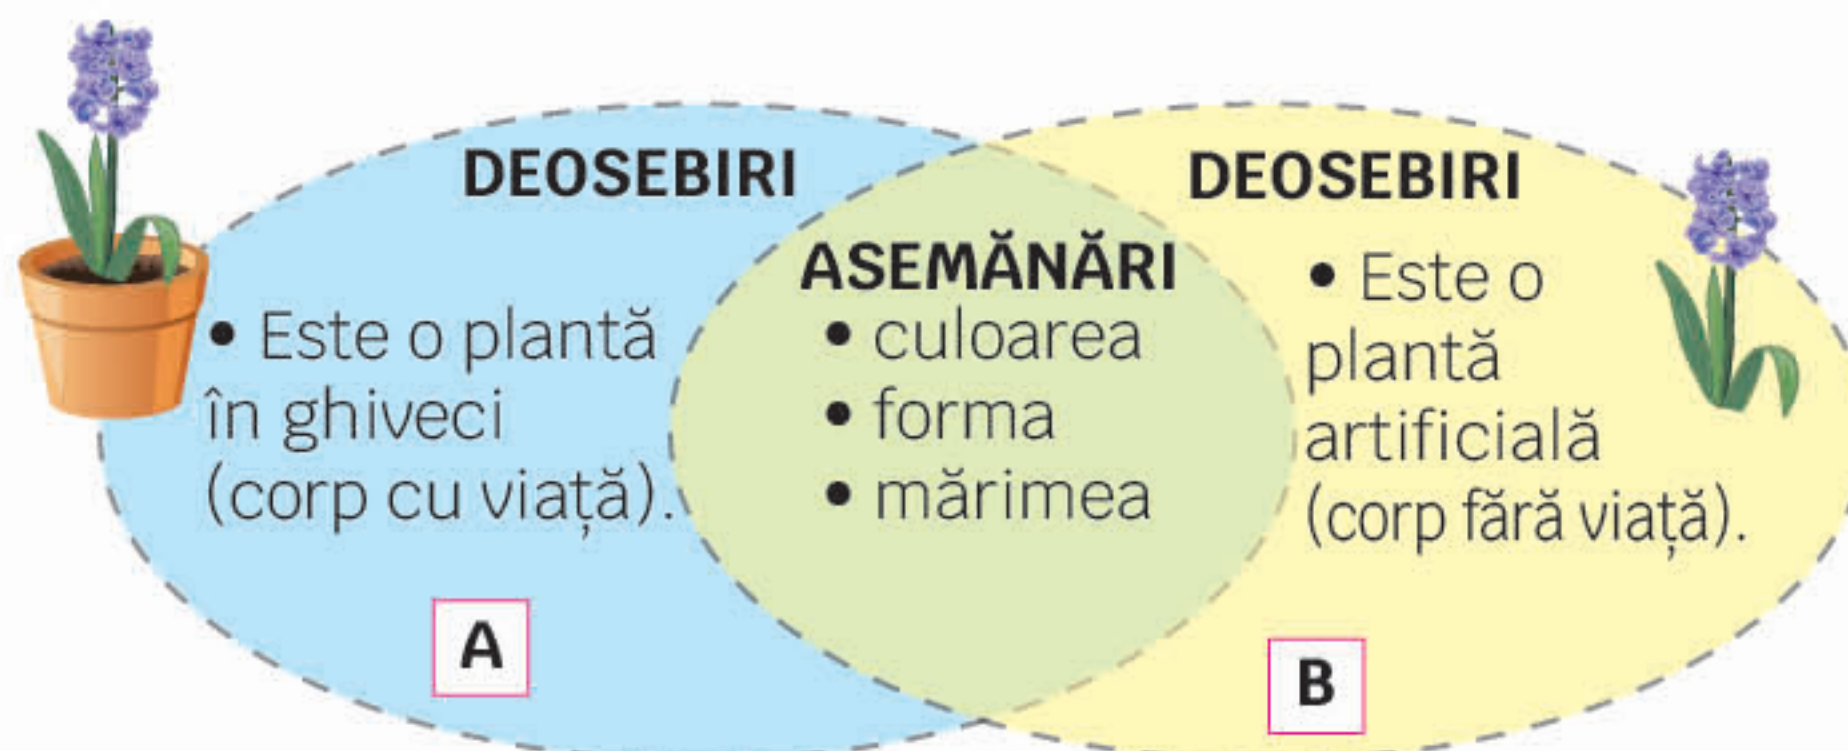 DEOSEBIRI
• Este o plantă
în ghiveci
(corp cu viață).
A
ASEMĂNĂRI
• culoarea
• forma
• mărimea
DEOSEBIRI
• Este o
plantă
artificială
(corp fără viață).
B